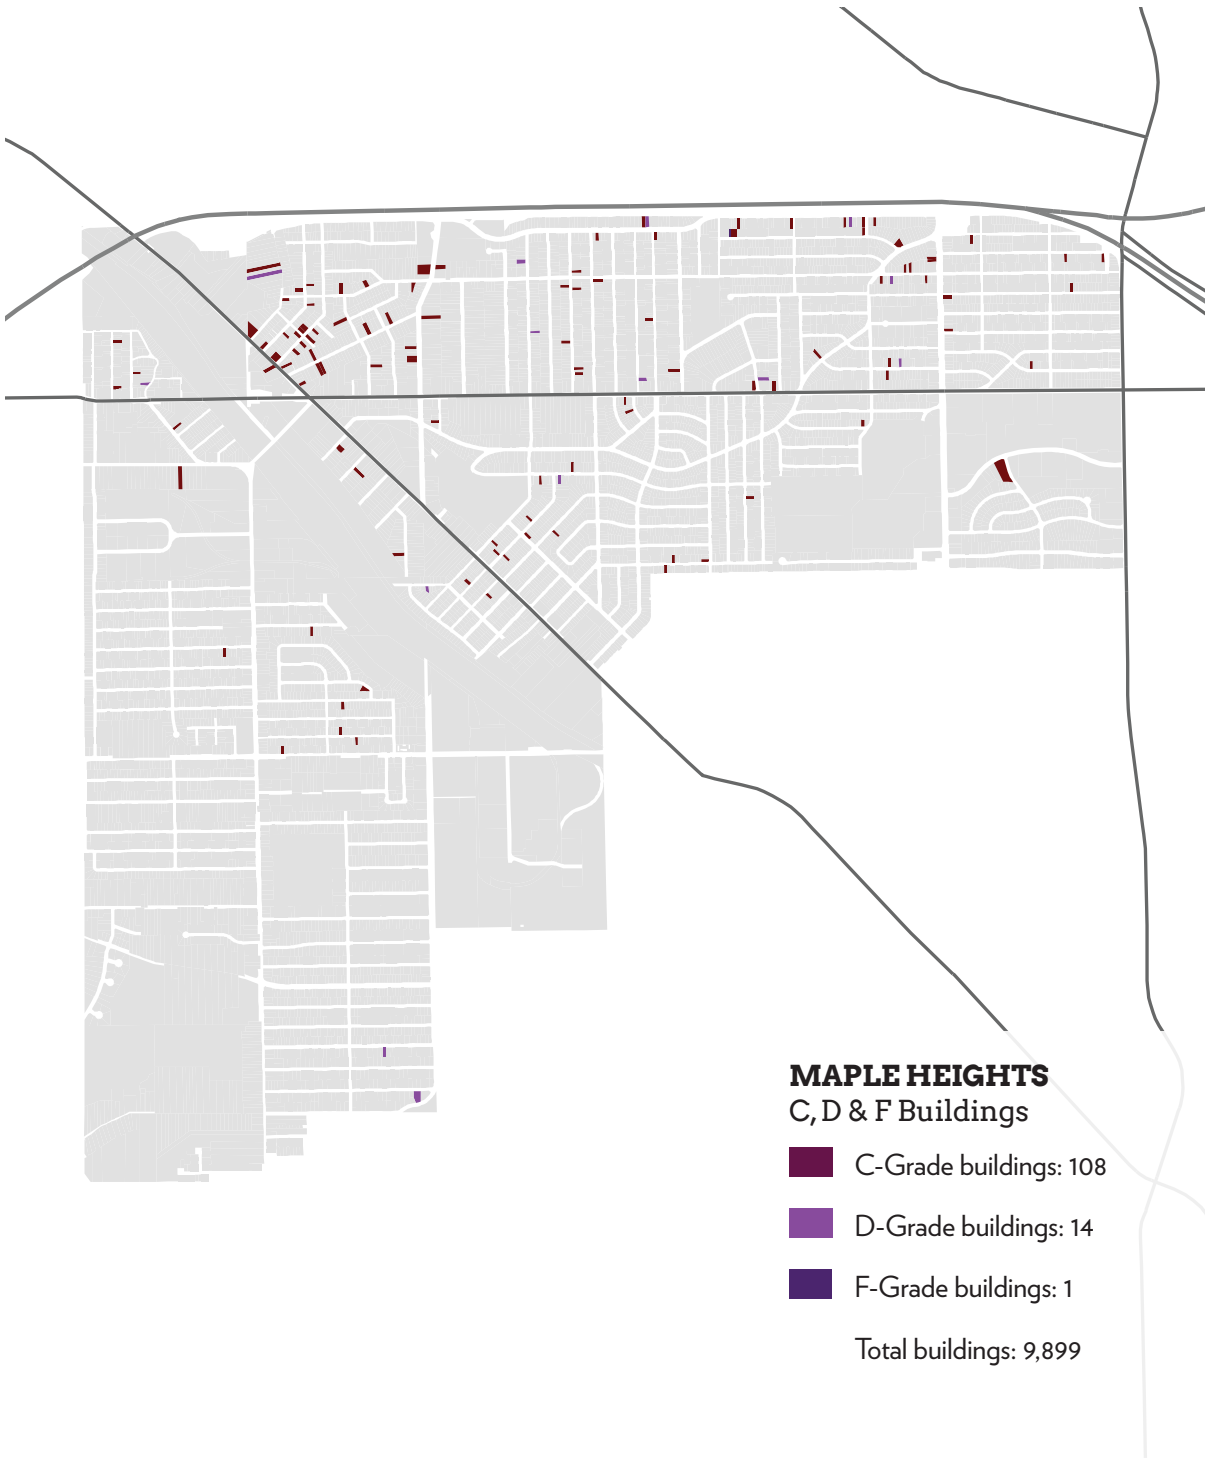 MAPLE HEIGHTS
C, D & F Buildings
C-Grade buildings: 108
D-Grade buildings: 14
F-Grade buildings: 1
Total buildings: 9,899